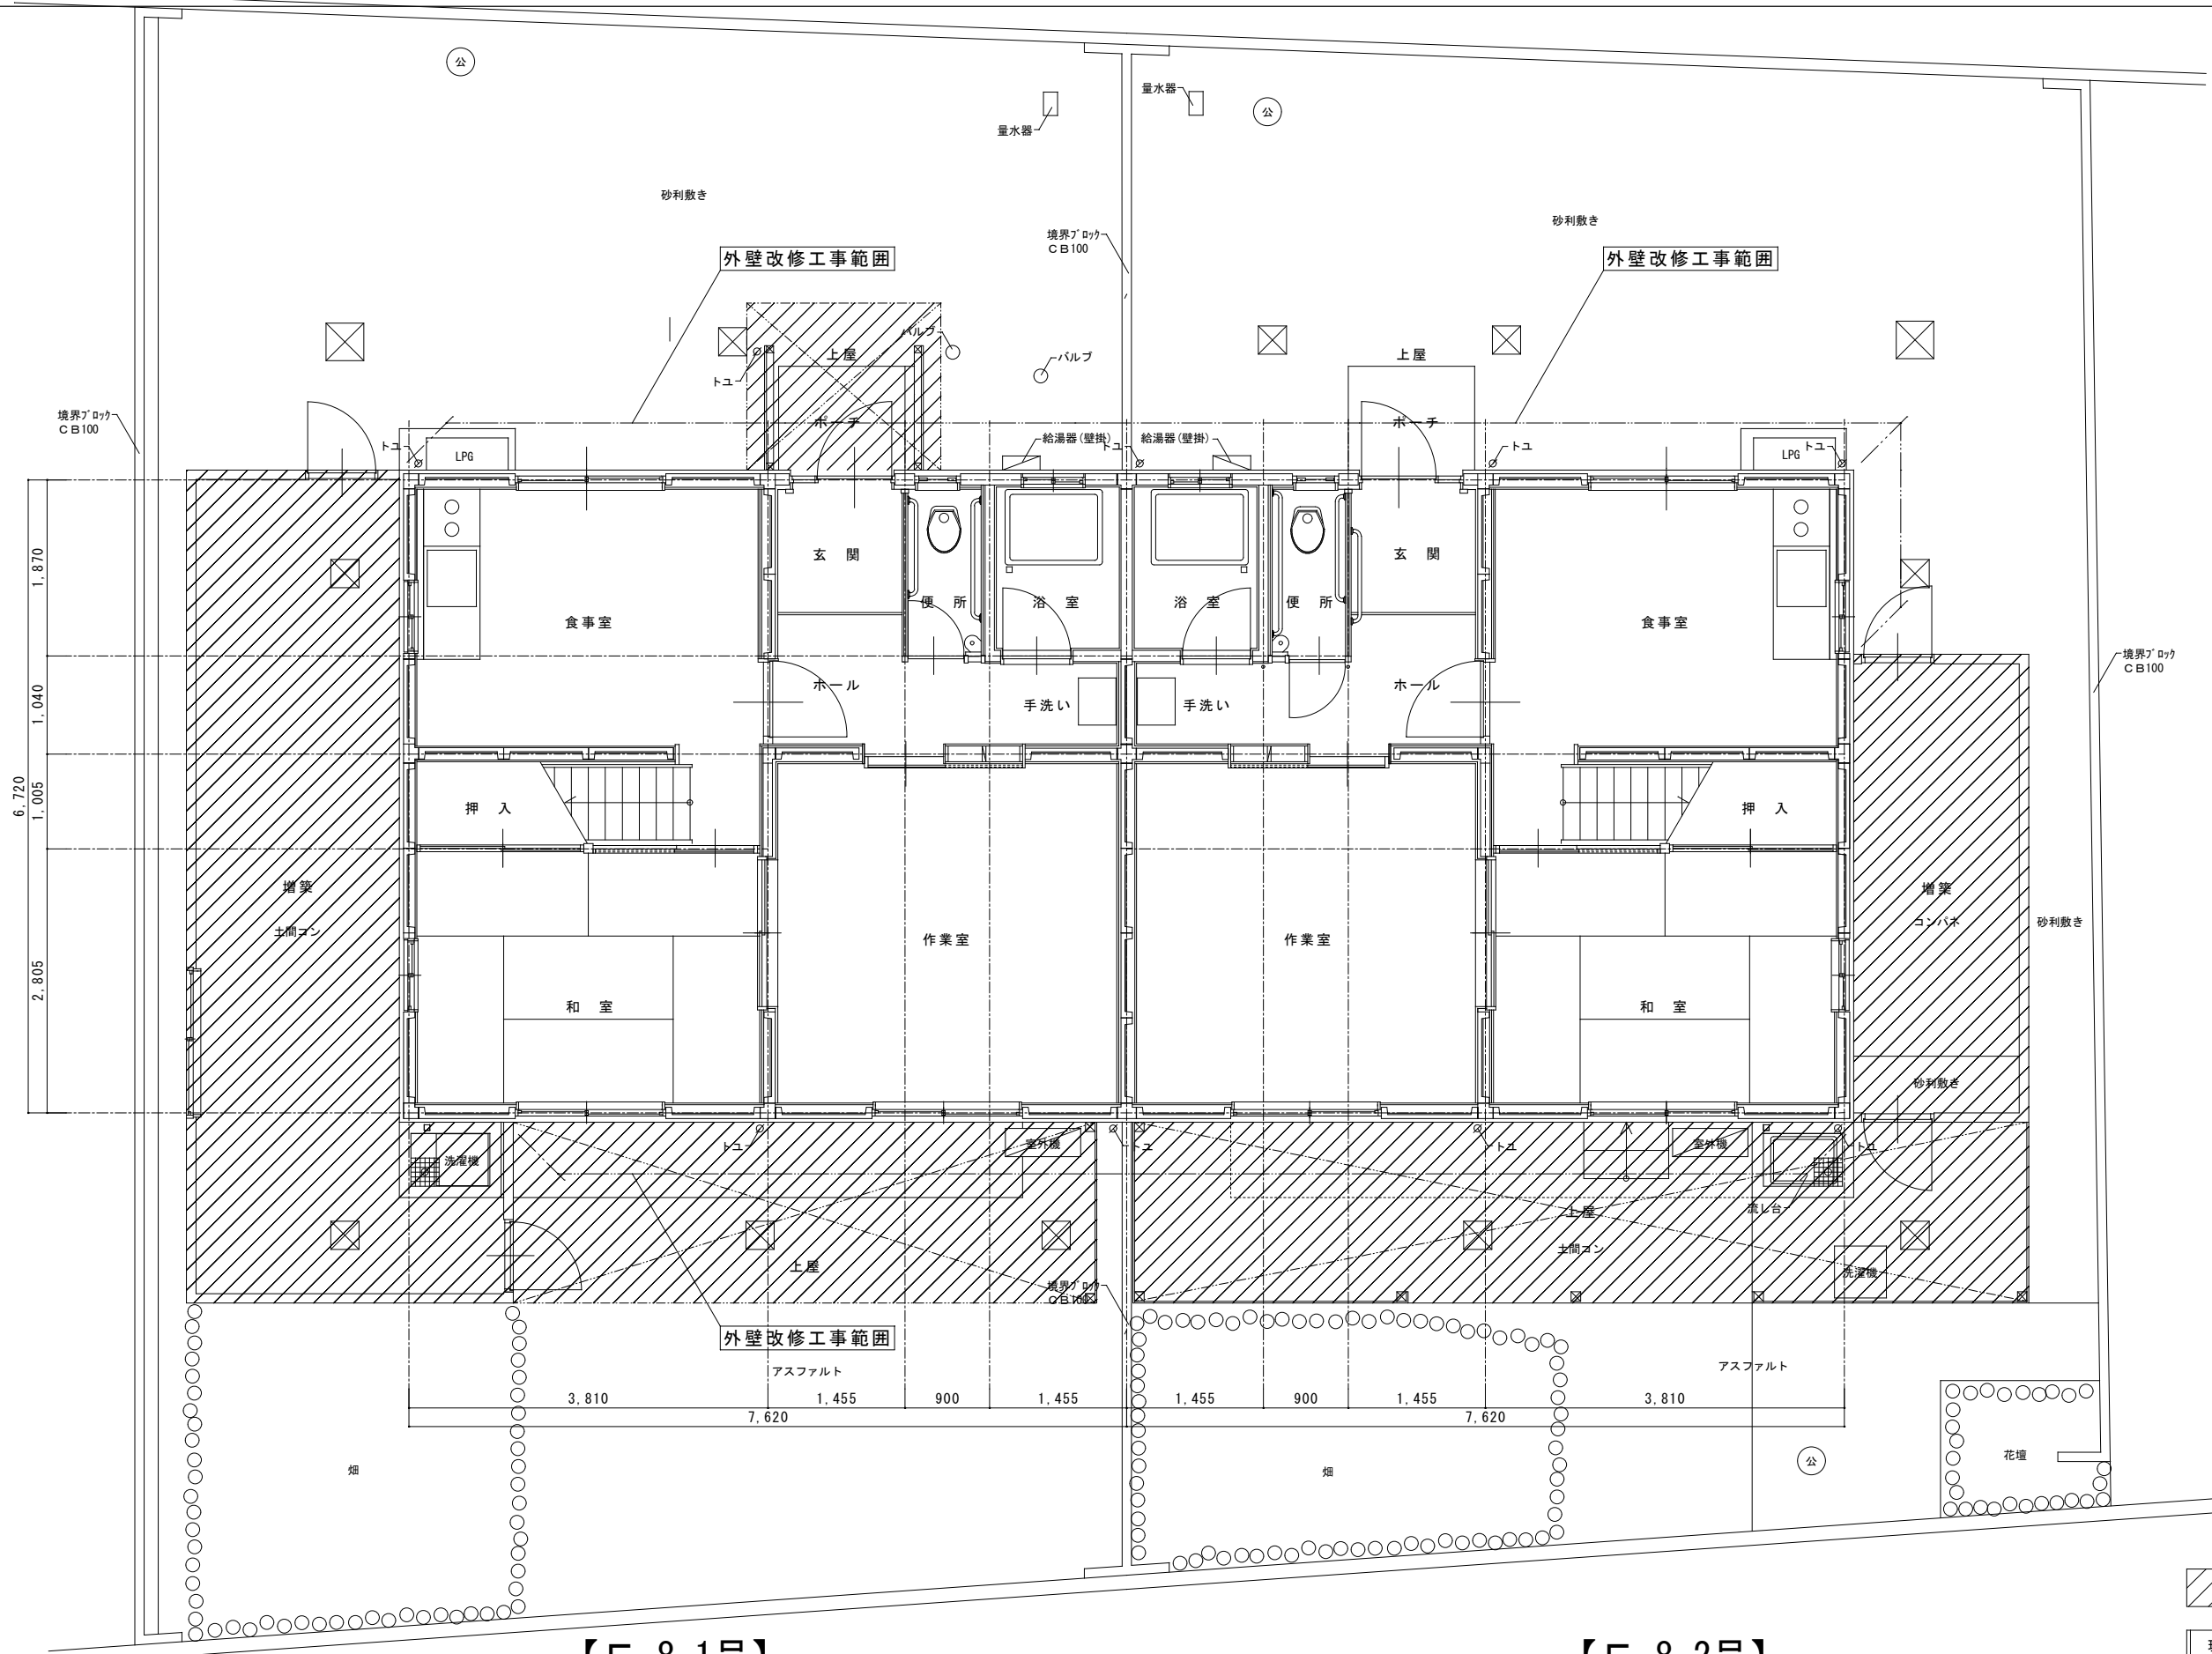 公
量水器
量水器
公
砂利敷き
砂利敷き
境界ﾌﾞﾛｯｸ
ＣＢ100
外壁改修工事範囲
外壁改修工事範囲
バルブ
上屋
バルブ
上屋
トユ
境界ﾌﾞﾛｯｸ
ＣＢ100
ポーチ
ポーチ
トユ
LPG
給湯器(壁掛)
トユ
給湯器(壁掛)
トユ
LPG
トユ
玄　関
玄　関
便　所
浴　室
浴　室
便　所
食事室
食事室
1,870
境界ﾌﾞﾛｯｸ
ＣＢ100
ホール
ホール
手洗い
手洗い
1,040
6,720
1,005
押　入
押　入
増築
土間コン
増築
コンパネ
砂利敷き
作業室
作業室
2,805
和　室
和　室
砂利敷き
トユ
室外機
トユ
トユ
室外機
トユ
洗濯機
上屋
流し台
土間コン
上屋
洗濯機
境界ﾌﾞﾛｯｸ
ＣＢ100
外壁改修工事範囲
アスファルト
アスファルト
3,810
1,455
900
1,455
1,455
900
1,455
3,810
7,620
7,620
畑
畑
公
花壇